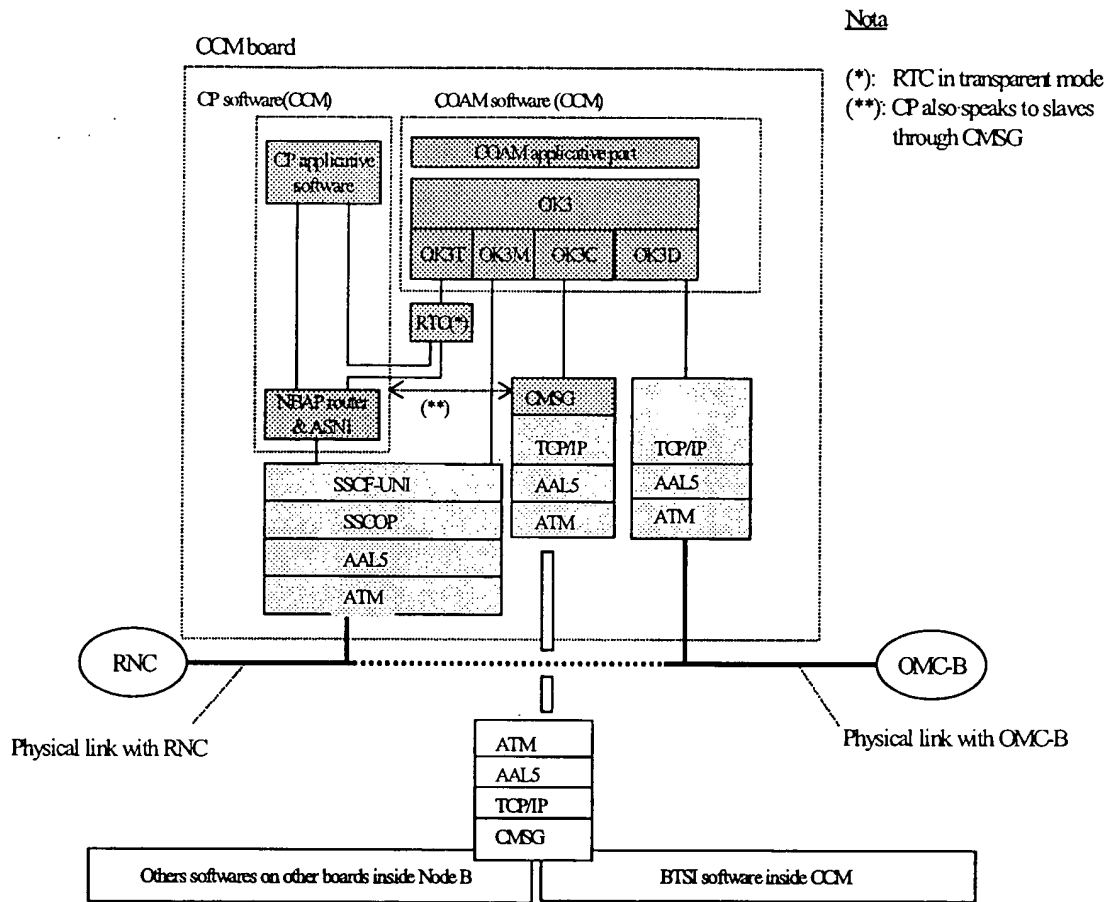 Nota
CCM board
(*): RTC in transparent mode
(**): CP also speaks to slaves
through CMSG
CP software(CCM)
COAM software (CCM)
CP applicative
software
COAM applicative part
OK3
OK3T
OK3M
OK3C
OK3D
RTC(*)
NBAP router
& ASN1
(**)
CMSG
TCP/IP
AAL5
ATM
TCP/IP
AAL5
ATM
SSCF-UNI
SSCOP
AAL5
ATM
RNC
OMC-B
Physical link with RNC
Physical link with OMC-B
ATM
AAL5
TCP/IP
CMSG
Others softwares on other boards inside Node B
BTSI software inside CCM